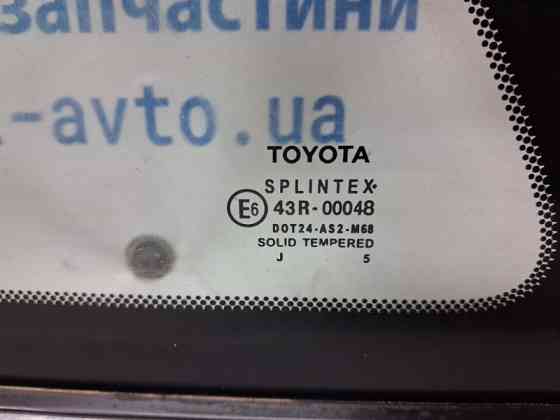 запчастини
-avto.ua
TOYOTA
SPLINTEX
E6 43R-00048
DOT24-AS2-M68
SOLID TEMPERED
J 5